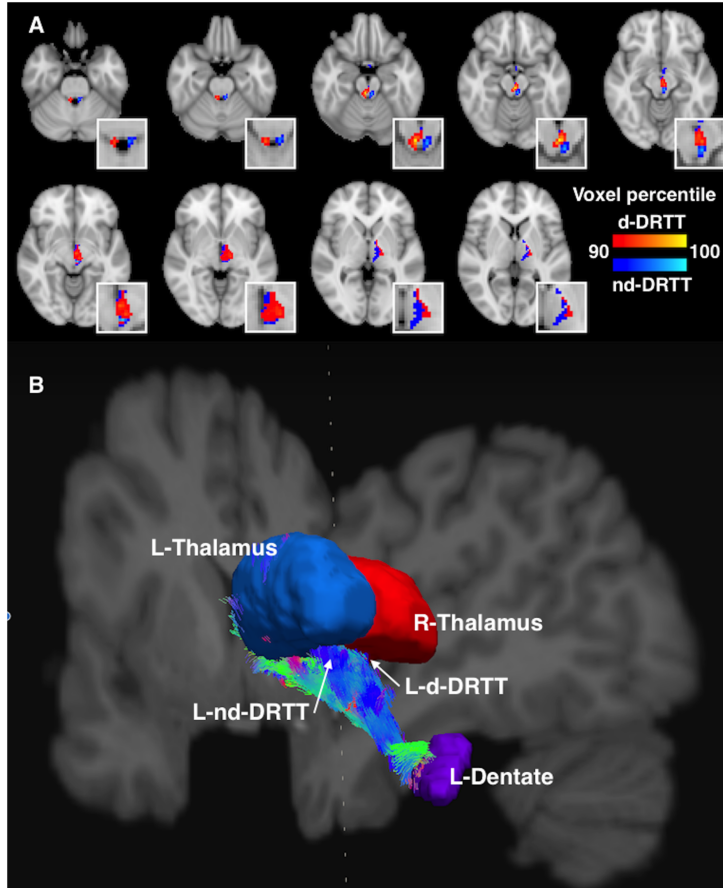 A
Voxel percentile
d-DRTT
90 100
nd-DRTT
B
L-Thalamus
R-Thalamus
L-d-DRTT
L-nd-DRTT
L-Dentate